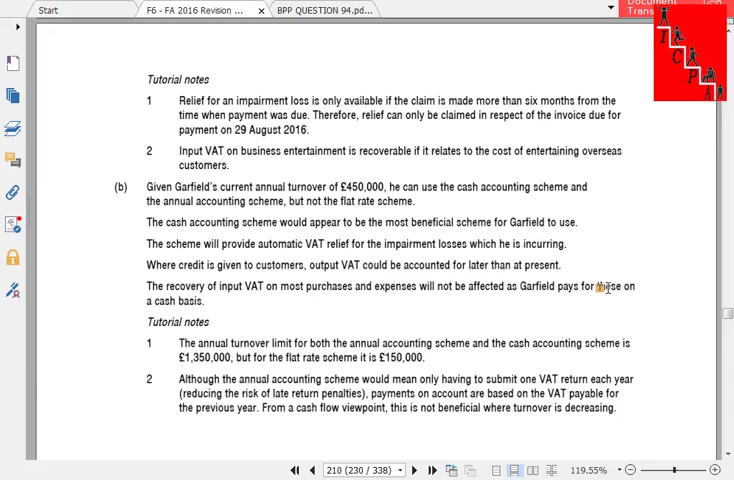 Start
F6 - FA 2016 Revision ...
BPP QUESTION 94.pd...
Document
Trans
I
C
P
A
Tutorial notes
1 Relief for an impairment loss is only available if the claim is made more than six months from the
time when payment was due. Therefore, relief can only be claimed in respect of the invoice due for
payment on 29 August 2016.
2 Input VAT on business entertainment is recoverable if it relates to the cost of entertaining overseas
customers.
(b) Given Garfield's current annual turnover of £450,000, he can use the cash accounting scheme and
the annual accounting scheme, but not the flat rate scheme.
The cash accounting scheme would appear to be the most beneficial scheme for Garfield to use.
The scheme will provide automatic VAT relief for the impairment losses which he is incurring.
Where credit is given to customers, output VAT could be accounted for later than at present.
The recovery of input VAT on most purchases and expenses will not be affected as Garfield pays for these on
a cash basis.
Tutorial notes
1 The annual turnover limit for both the annual accounting scheme and the cash accounting scheme is
£1,350,000, but for the flat rate scheme it is £150,000.
2 Although the annual accounting scheme would mean only having to submit one VAT return each year
(reducing the risk of late return penalties), payments on account are based on the VAT payable for
the previous year. From a cash flow viewpoint, this is not beneficial where turnover is decreasing.
210 (230 / 338)
119.55%